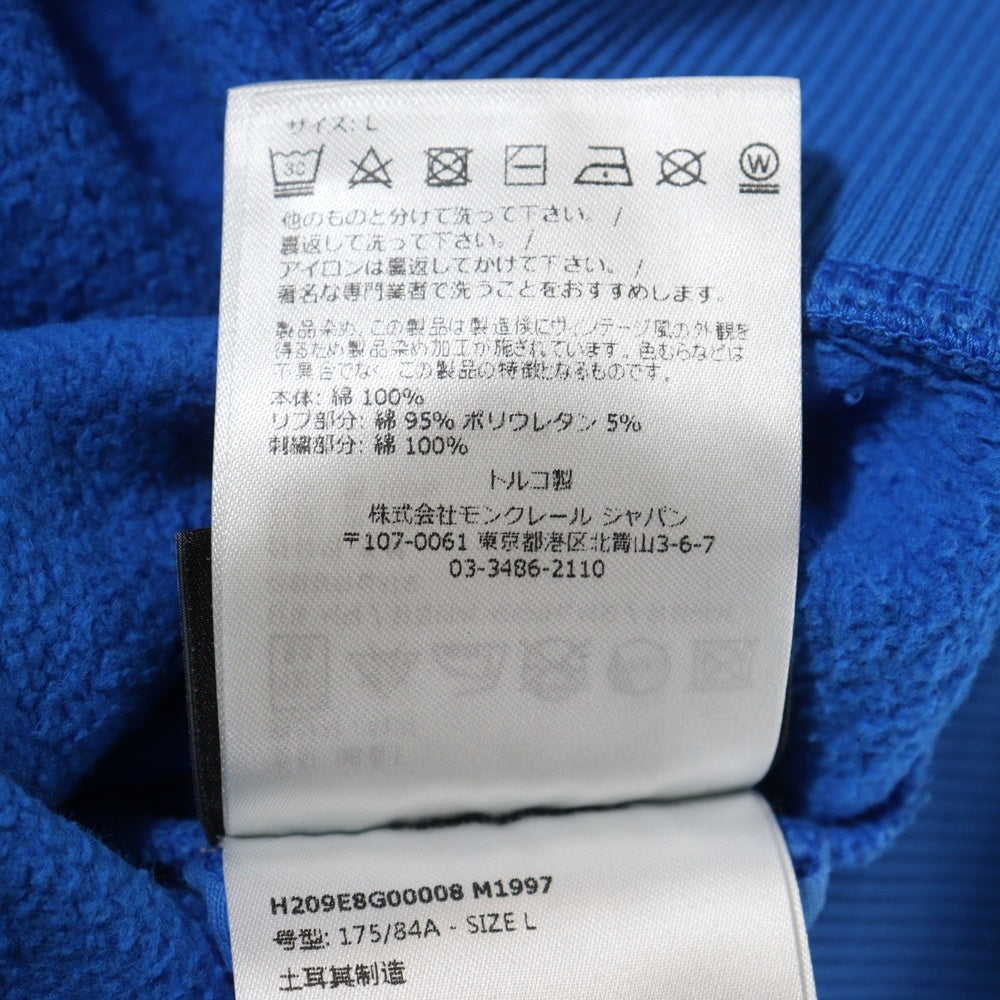 サイズ: L
30
W
他のものと分けて洗って下さい。 /
裏返して洗って下さい。 /
アイロンは裏返してかけて下さい。 /
著名な専門業者で洗うことをおすすめします。
製品染め。この製品は製造後にヴィンテージ風の外観を
得るため製品染め加工が施されています。色むらなどは
不具合でなく、この製品の特徴となるものです。
本体: 綿 100%
リブ部分: 綿 95% ポリウレタン 5%
刺繍部分: 綿 100%
トルコ製
株式会社モンクレール ジャパン
〒107-0061 東京都港区北青山3-6-7
03-3486-2110
H209E8G00008 M1997
号型: 175/84A - SIZE L
土耳其制造